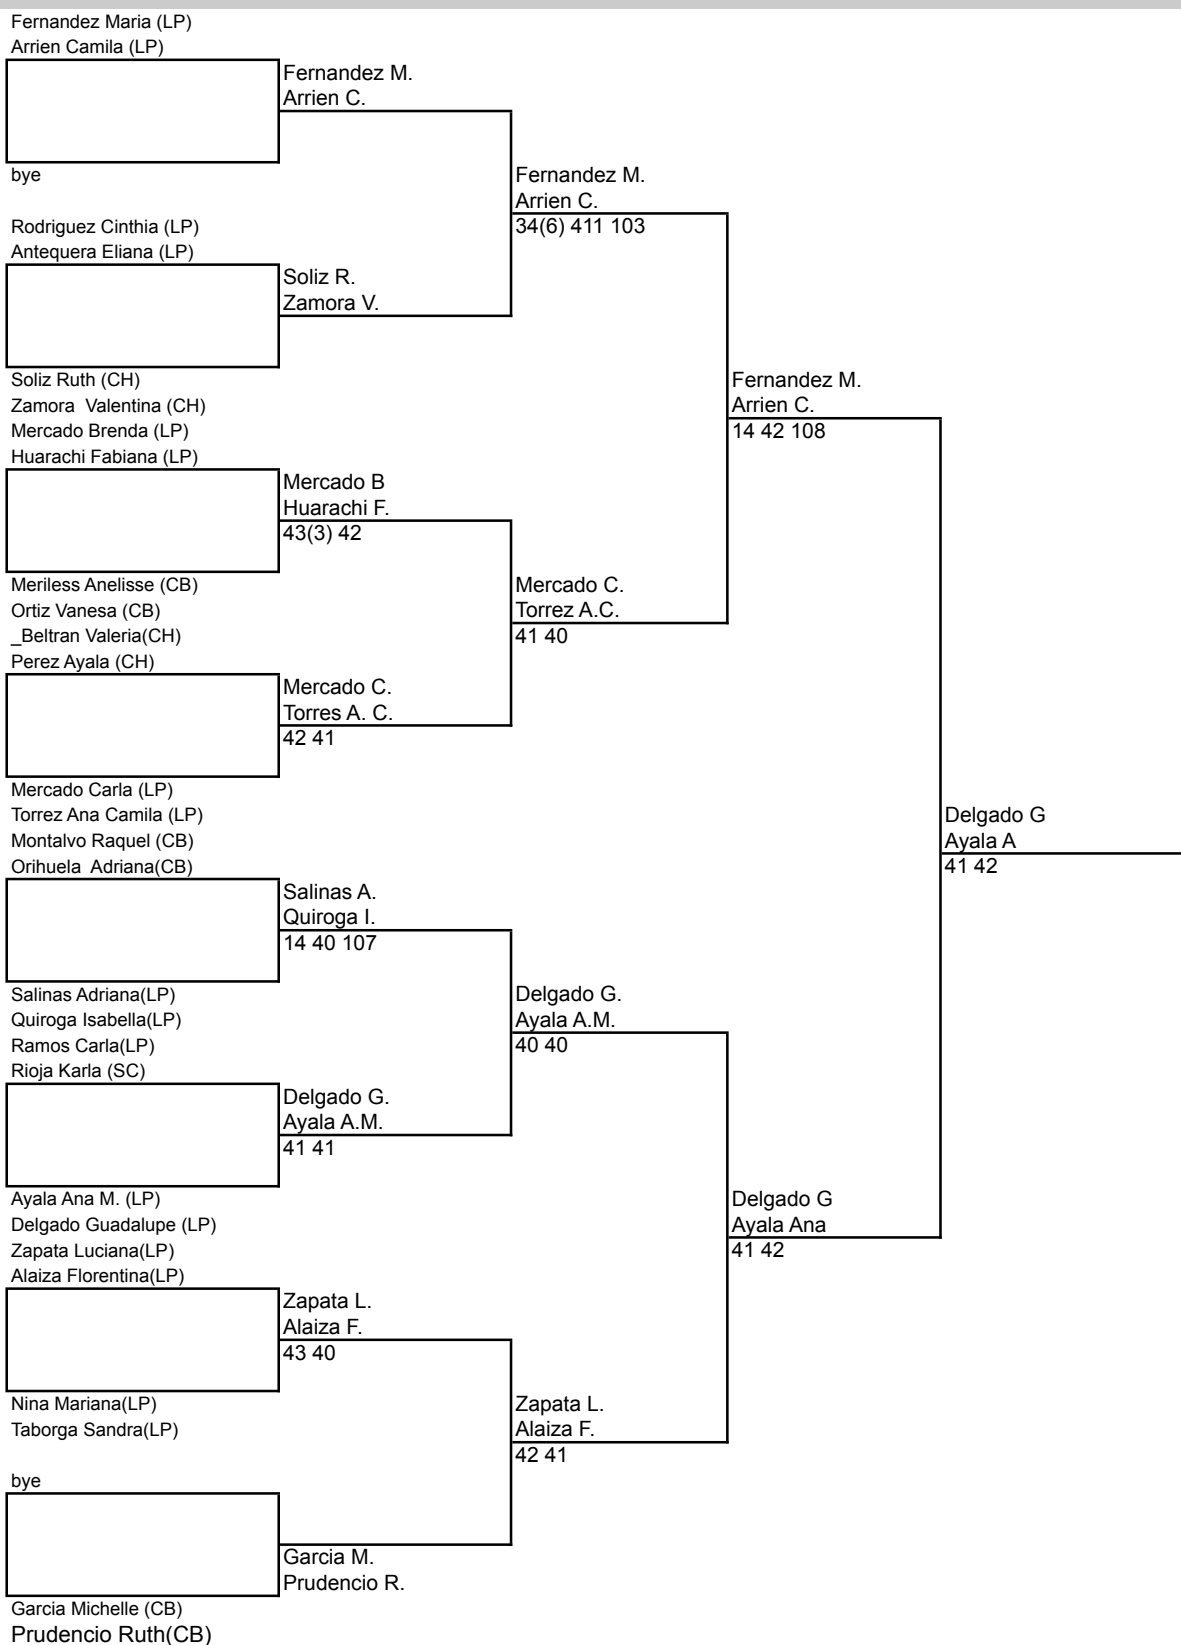 Fernandez Maria (LP)
Arrien Camila (LP)
Fernandez M.
Arrien C.
bye
Fernandez M.
Arrien C.
34(6) 411 103
Rodriguez Cinthia (LP)
Antequera Eliana (LP)
Soliz R.
Zamora V.
Soliz Ruth (CH)
Zamora  Valentina (CH)
Fernandez M.
Arrien C.
14 42 108
Mercado Brenda (LP)
Huarachi Fabiana (LP)
Mercado B
Huarachi F.
43(3) 42
Meriless Anelisse (CB)
Ortiz Vanesa (CB)
Mercado C.
Torrez A.C.
41 40
_Beltran Valeria(CH)
Perez Ayala (CH)
Mercado C.
Torres A. C.
42 41
Mercado Carla (LP)
Torrez Ana Camila (LP)
Delgado G
Ayala A
41 42
Montalvo Raquel (CB)
Orihuela  Adriana(CB)
Salinas A.
Quiroga I.
14 40 107
Salinas Adriana(LP)
Quiroga Isabella(LP)
Delgado G.
Ayala A.M.
40 40
Ramos Carla(LP)
Rioja Karla (SC)
Delgado G.
Ayala A.M.
41 41
Ayala Ana M. (LP)
Delgado Guadalupe (LP)
Delgado G
Ayala Ana
41 42
Zapata Luciana(LP)
Alaiza Florentina(LP)
Zapata L.
Alaiza F.
43 40
Nina Mariana(LP)
Taborga Sandra(LP)
Zapata L.
Alaiza F.
42 41
bye
Garcia M.
Prudencio R.
Garcia Michelle (CB)
Prudencio Ruth(CB)